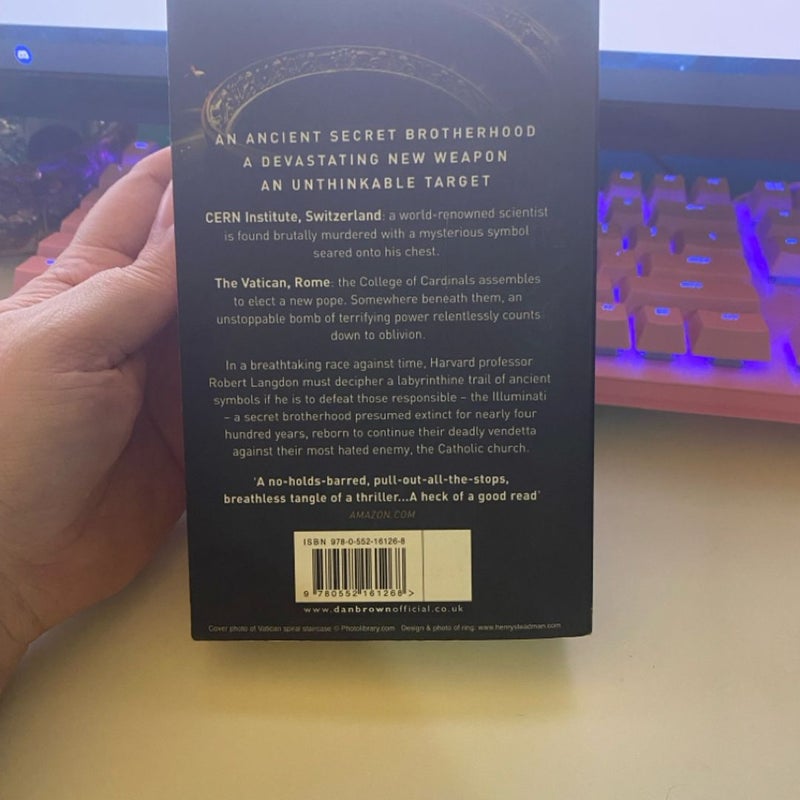 AN ANCIENT SECRET BROTHERHOOD
A DEVASTATING NEW WEAPON
AN UNTHINKABLE TARGET
CERN Institute, Switzerland: a world-renowned scientist
is found brutally murdered with a mysterious symbol
seared onto his chest.
The Vatican, Rome: the College of Cardinals assembles
to elect a new pope. Somewhere beneath them, an
unstoppable bomb of terrifying power relentlessly counts
down to oblivion.
In a breathtaking race against time, Harvard professor
Robert Langdon must decipher a labyrinthine trail of ancient
symbols if he is to defeat those responsible – the Illuminati
– a secret brotherhood presumed extinct for nearly four
hundred years, reborn to continue their deadly vendetta
against their most hated enemy, the Catholic church.
'A no-holds-barred, pull-out-all-the-stops,
breathless tangle of a thriller...A heck of a good read'
AMAZON.COM
ISBN 978-0-552-16126-8
9 780552 161268 >
www.danbrownofficial.co.uk
Cover photo of Vatican spiral staircase © Photolibrary.com Design & photo of ring: www.henrysteadman.com